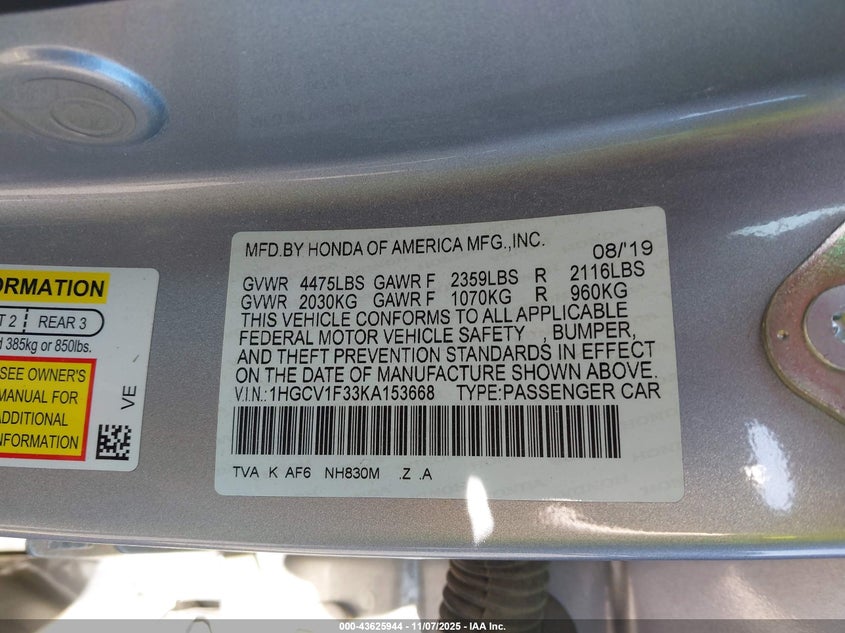 MFD.BY HONDA OF AMERICA MFG.,INC. 08/'19
GVWR 4475LBS GAWR F 2359LBS R 2116LBS
GVWR 2030KG GAWR F 1070KG R 960KG
THIS VEHICLE CONFORMS TO ALL APPLICABLE
FEDERAL MOTOR VEHICLE SAFETY , BUMPER,
AND THEFT PREVENTION STANDARDS IN EFFECT
ON THE DATE OF MANUFACTURE SHOWN ABOVE.
V.I.N.:1HGCV1F33KA153668 TYPE:PASSENGER CAR
TVA K AF6 NH830M .Z .A
ORMATION
T 2 REAR 3
d 385kg or 850lbs.
SEE OWNER'S
MANUAL FOR
ADDITIONAL
INFORMATION
VE
000-43625944 - 11/07/2025 - IAA Inc.